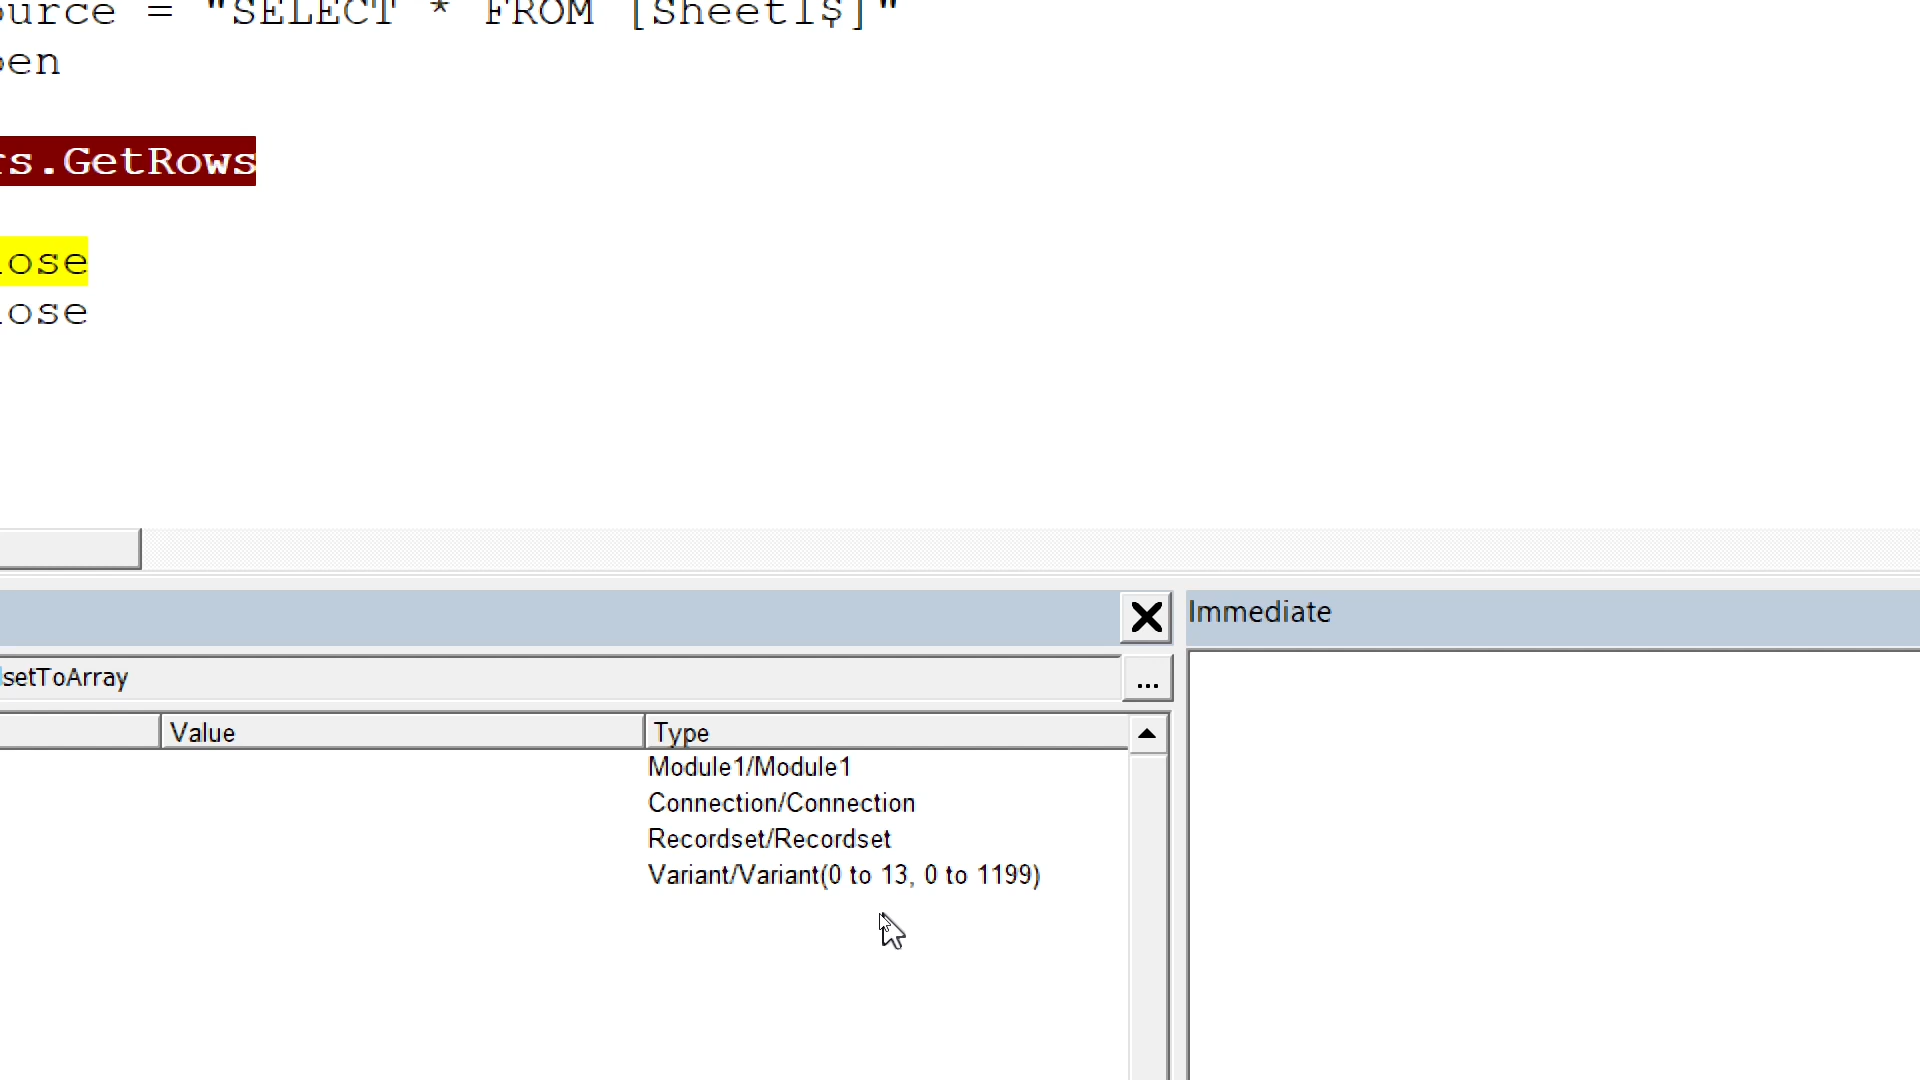 ource = "SELECT * FROM [Sheet1$]"
pen
rs.GetRows
lose
lose
Immediate
setToArray
...
Value Type
Module1/Module1
Connection/Connection
Recordset/Recordset
Variant/Variant(0 to 13, 0 to 1199)